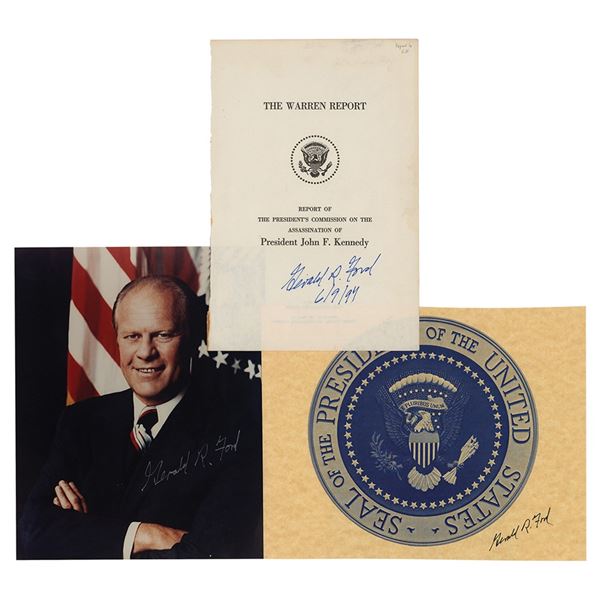 THE WARREN REPORT
REPORT OF
THE PRESIDENT'S COMMISSION ON THE
ASSASSINATION OF
President John F. Kennedy
Gerald R. Ford
6/9/94
Gerald R. Ford
SEAL OF THE PRESIDENT OF THE UNITED STATES
E PLURIBUS UNUM
Gerald R. Ford